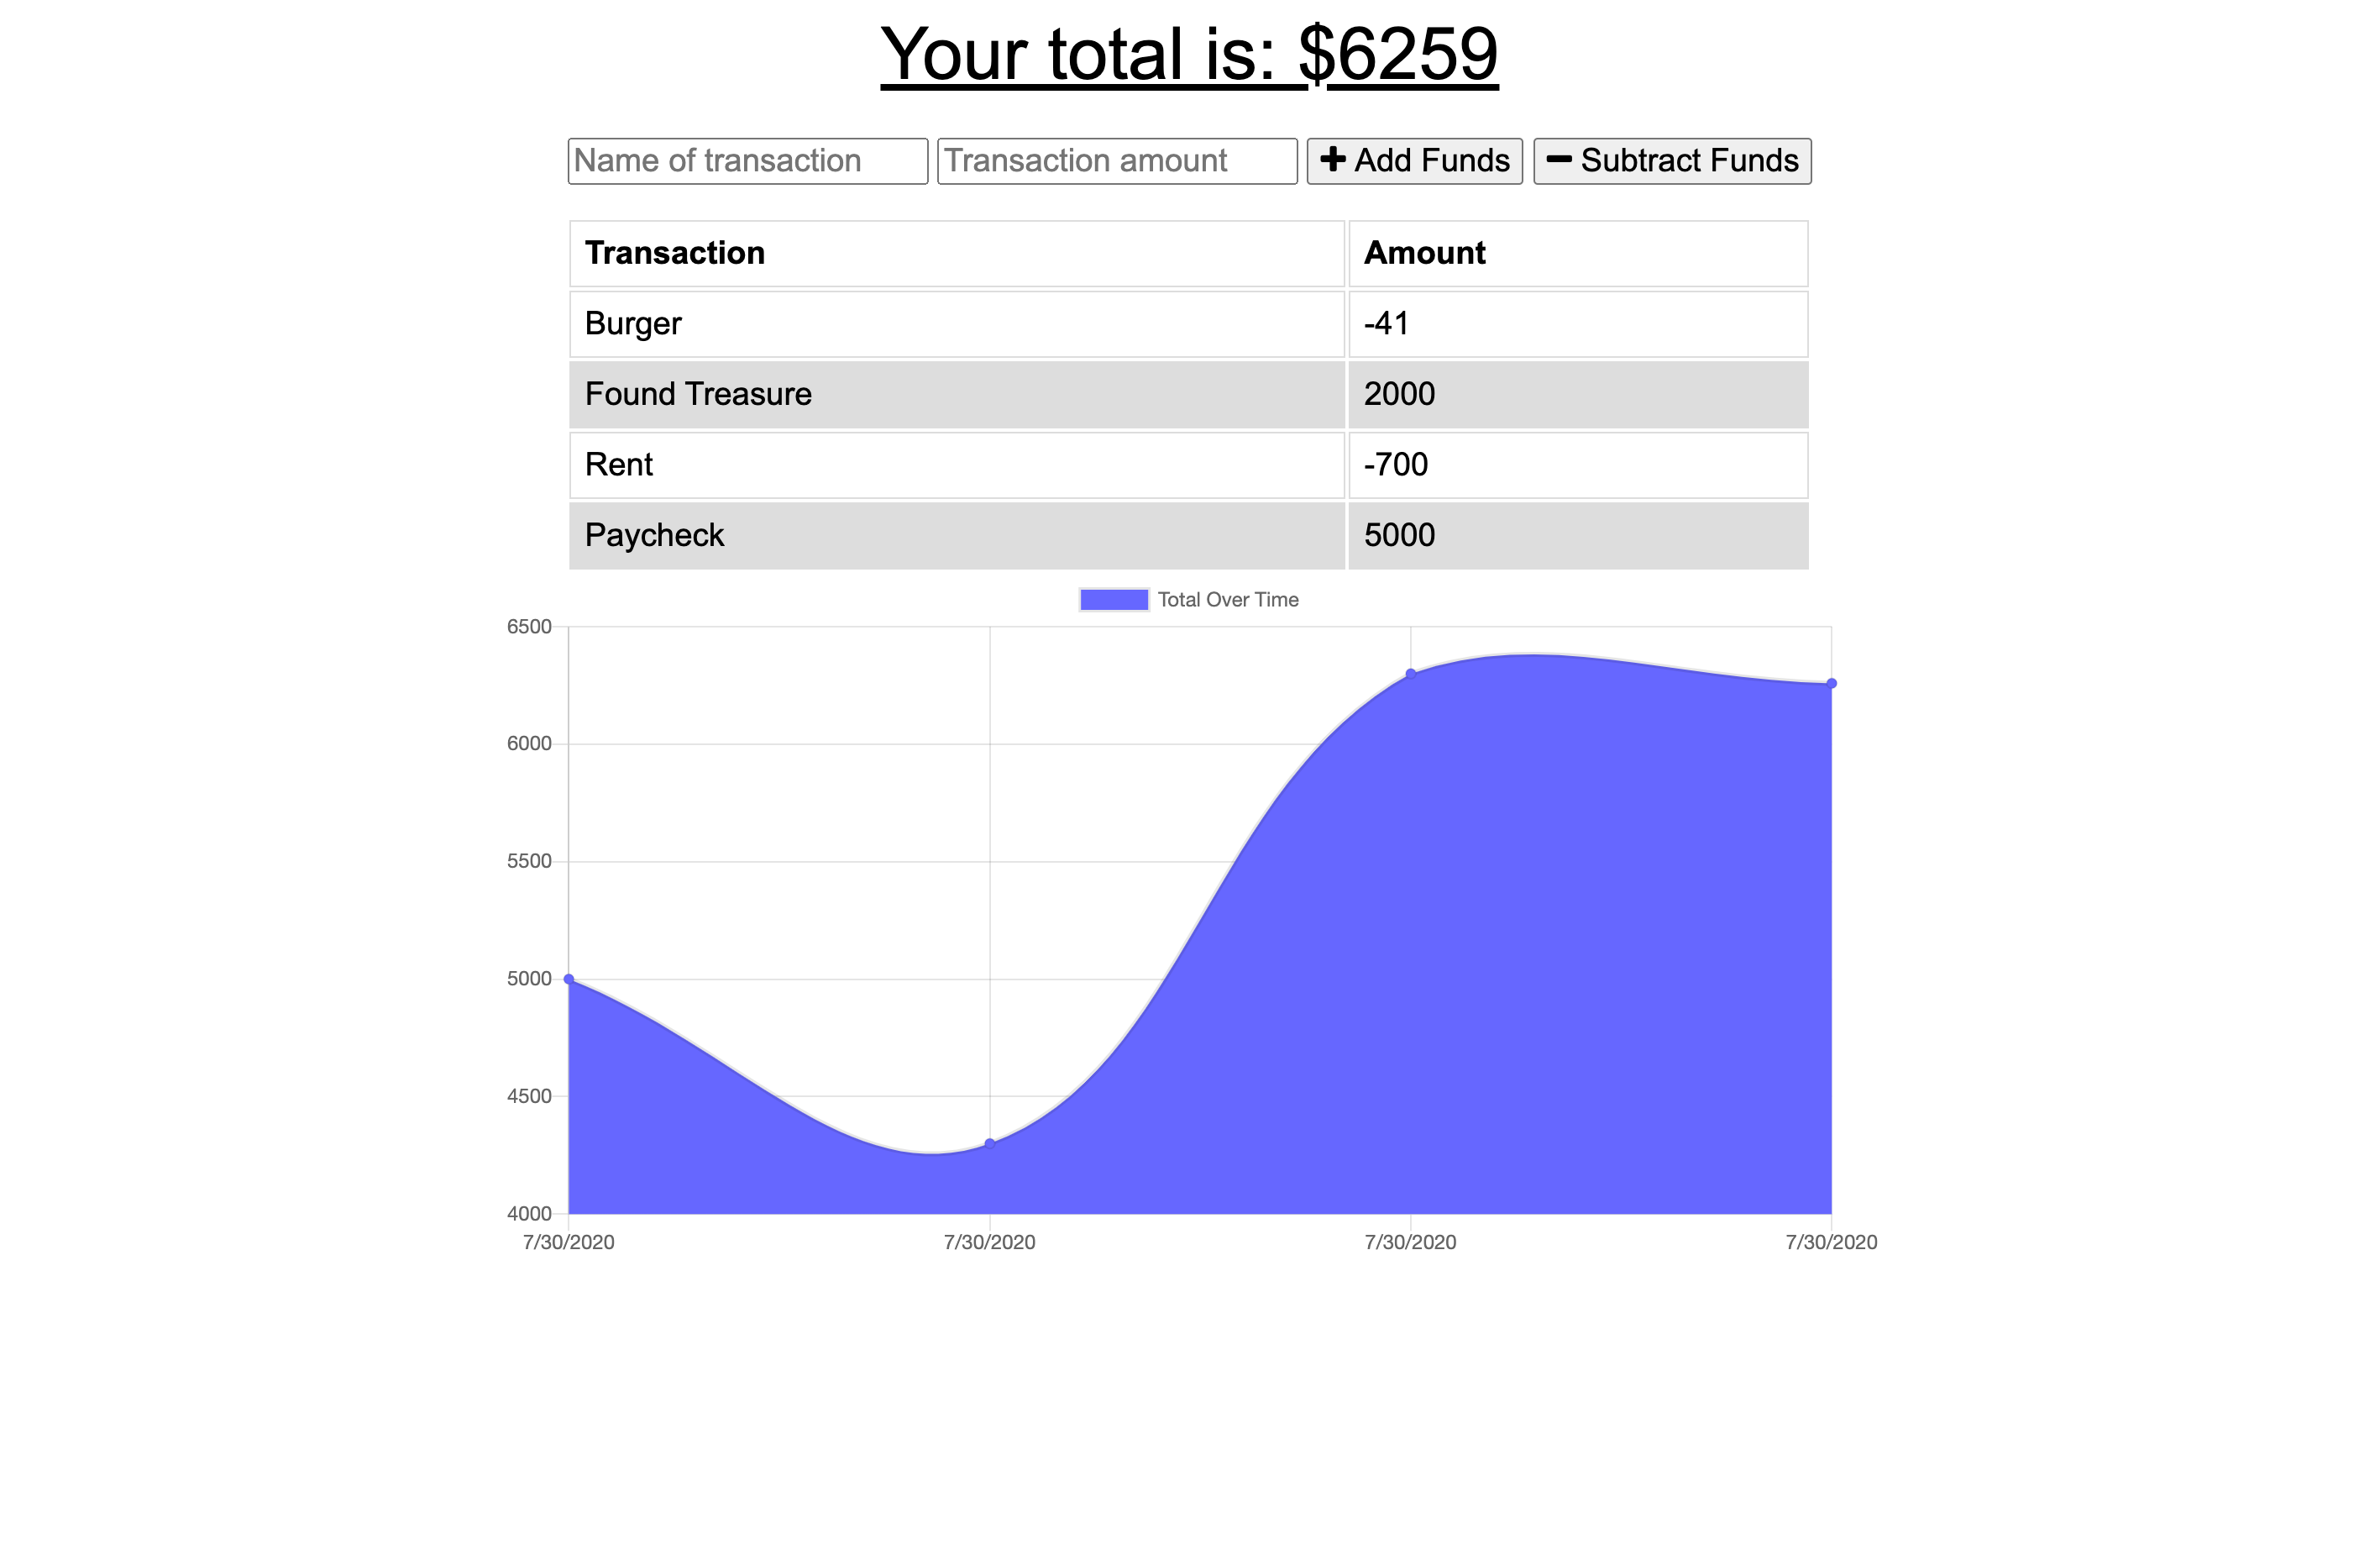 Your total is: $6259
Name of transaction Transaction amount Add Funds Subtract Funds
Transaction Amount
Burger -41
Found Treasure 2000
Rent -700
Paycheck 5000
Total Over Time
6500
6000
5500
5000
4500
4000
7/30/2020 7/30/2020 7/30/2020 7/30/2020